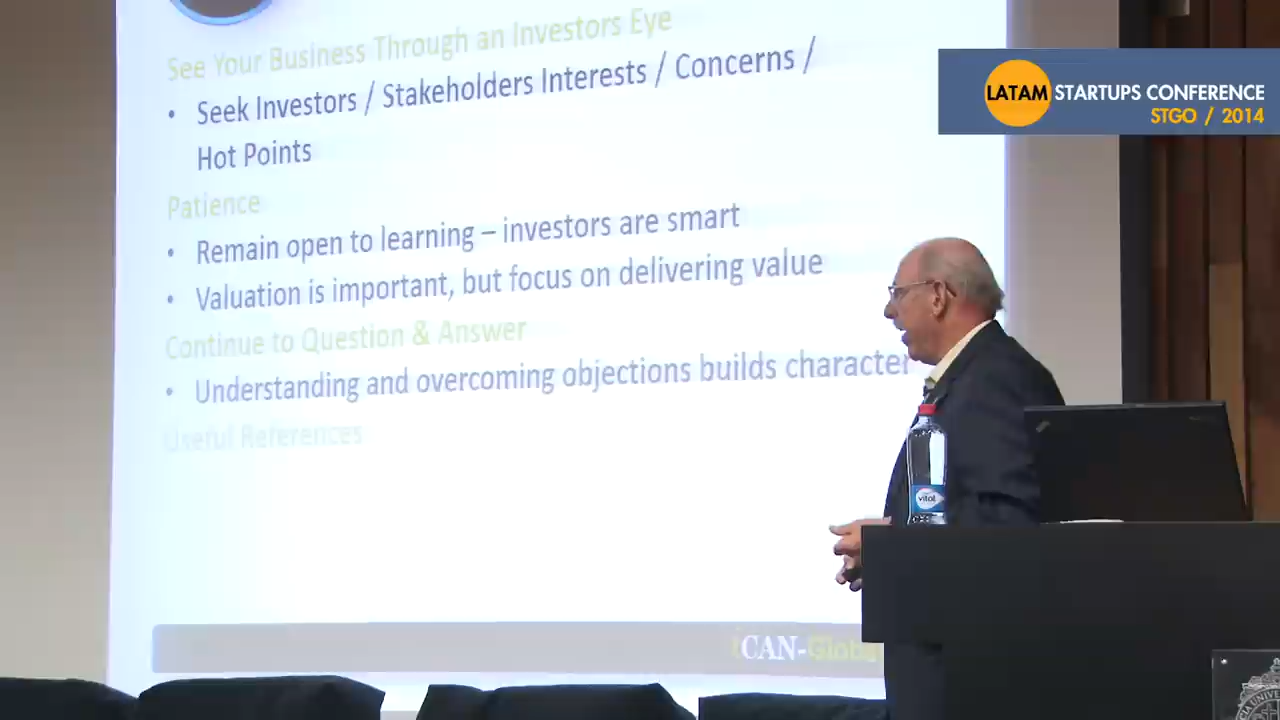 See Your Business Through an Investors Eye
• Seek Investors / Stakeholders Interests / Concerns /
Hot Points
Patience
• Remain open to learning – investors are smart
• Valuation is important, but focus on delivering value
Continue to Question & Answer
• Understanding and overcoming objections builds character
Useful References
iCAN-Global
LATAM STARTUPS CONFERENCE
STGO / 2014
vital